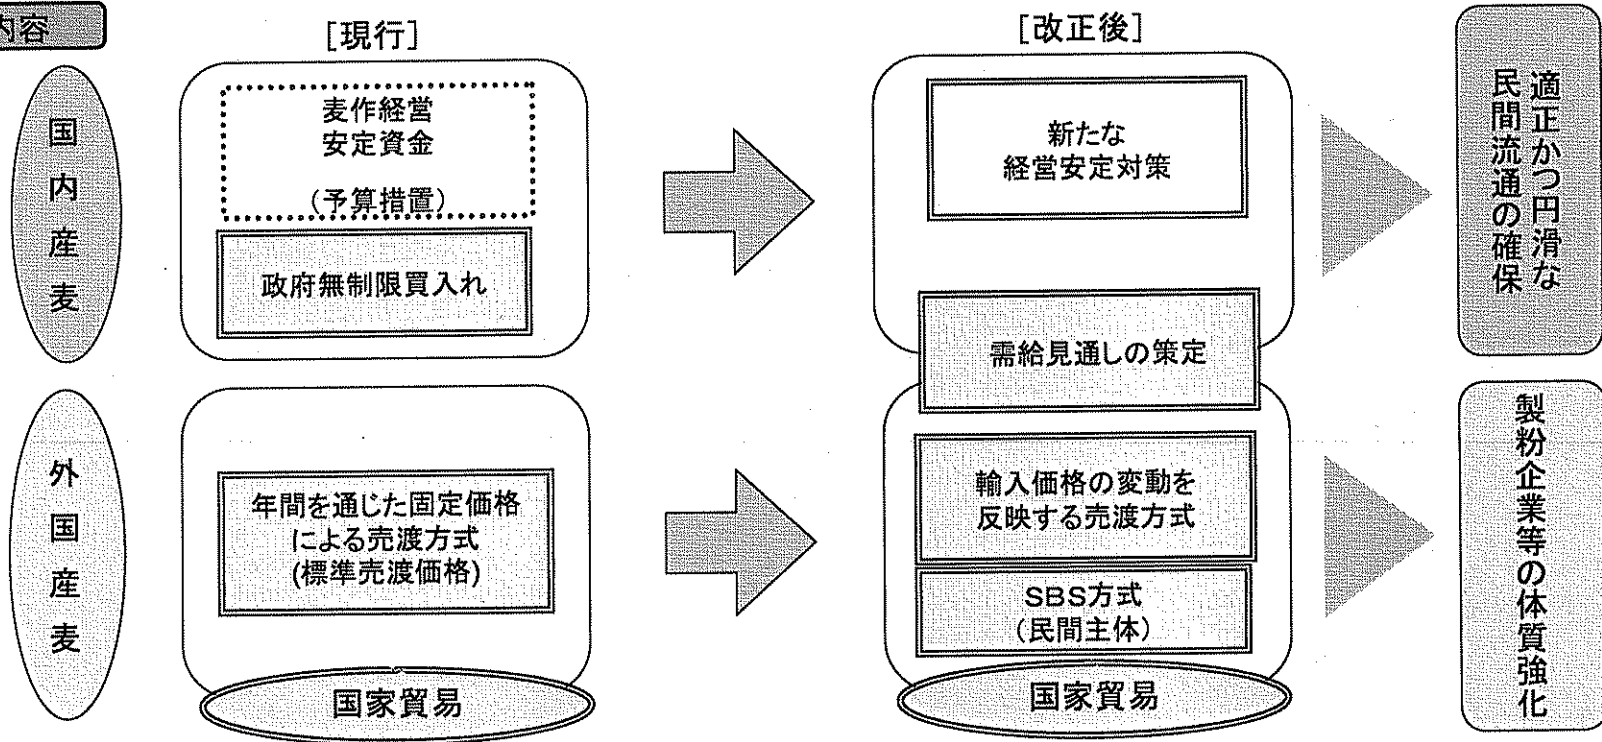 内容
[現行]
[改正後]
国内産麦
麦作経営
安定資金
(予算措置)
政府無制限買入れ
新たな
経営安定対策
需給見通しの策定
適正かつ円滑な
民間流通の確保
外国産麦
年間を通じた固定価格
による売渡方式
(標準売渡価格)
国家貿易
輸入価格の変動を
反映する売渡方式
SBS方式
(民間主体)
国家貿易
製粉企業等の体質強化